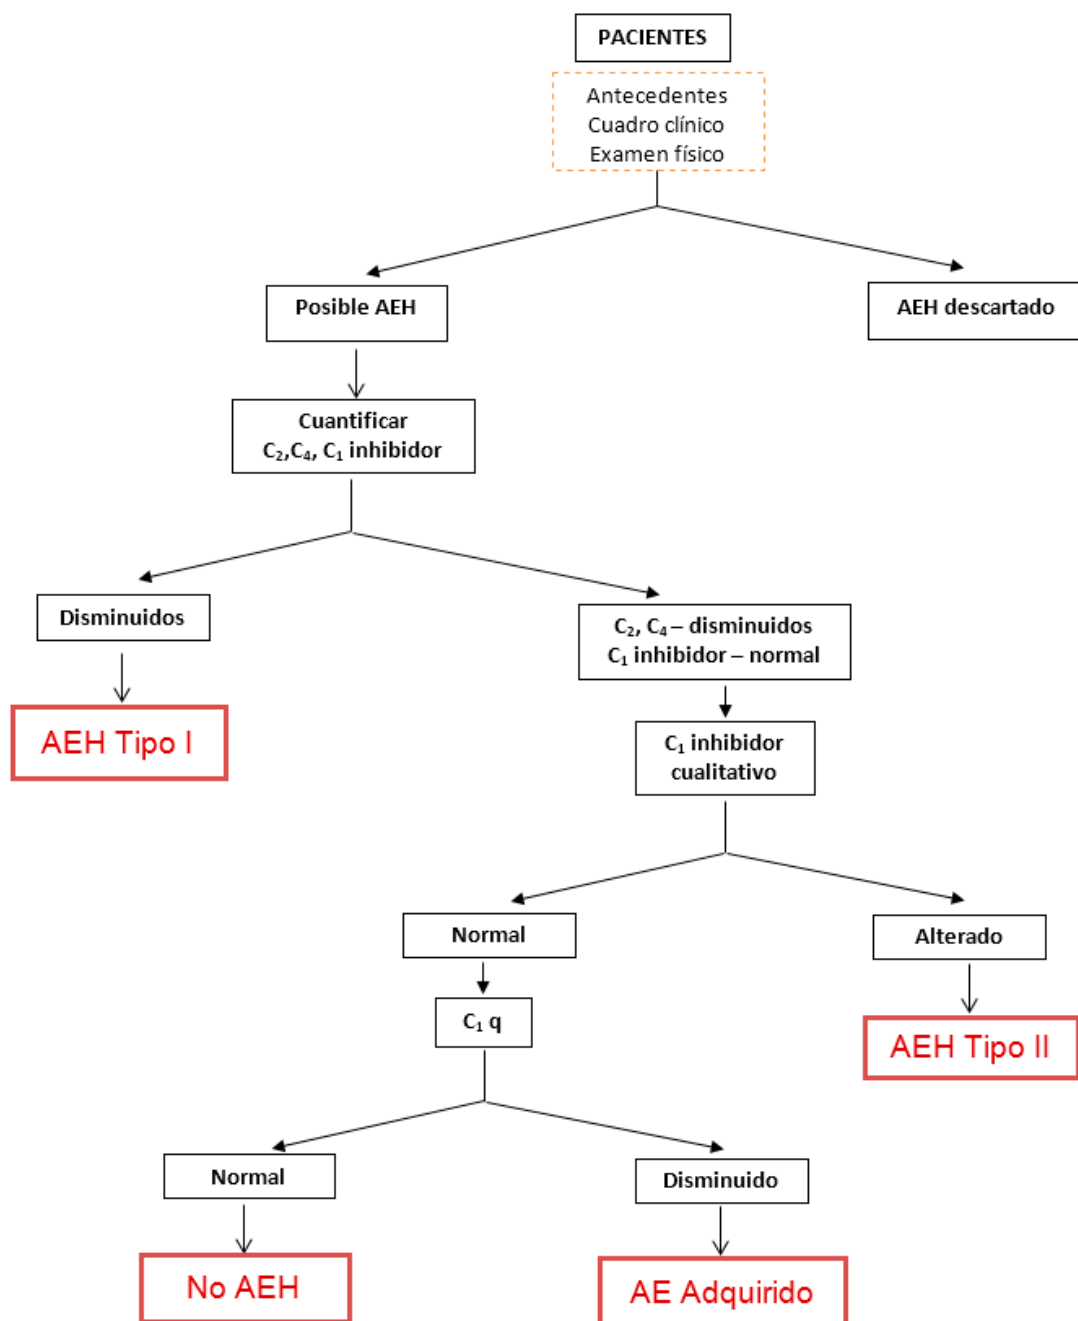 PACIENTES
Antecedentes
Cuadro clínico
Examen físico
Posible AEH
AEH descartado
Cuantificar
C₂,C₄, C₁ inhibidor
Disminuidos
C₂, C₄ – disminuidos
C₁ inhibidor – normal
AEH Tipo I
C₁ inhibidor
cualitativo
Normal
Alterado
C₁ q
AEH Tipo II
Normal
Disminuido
No AEH
AE Adquirido